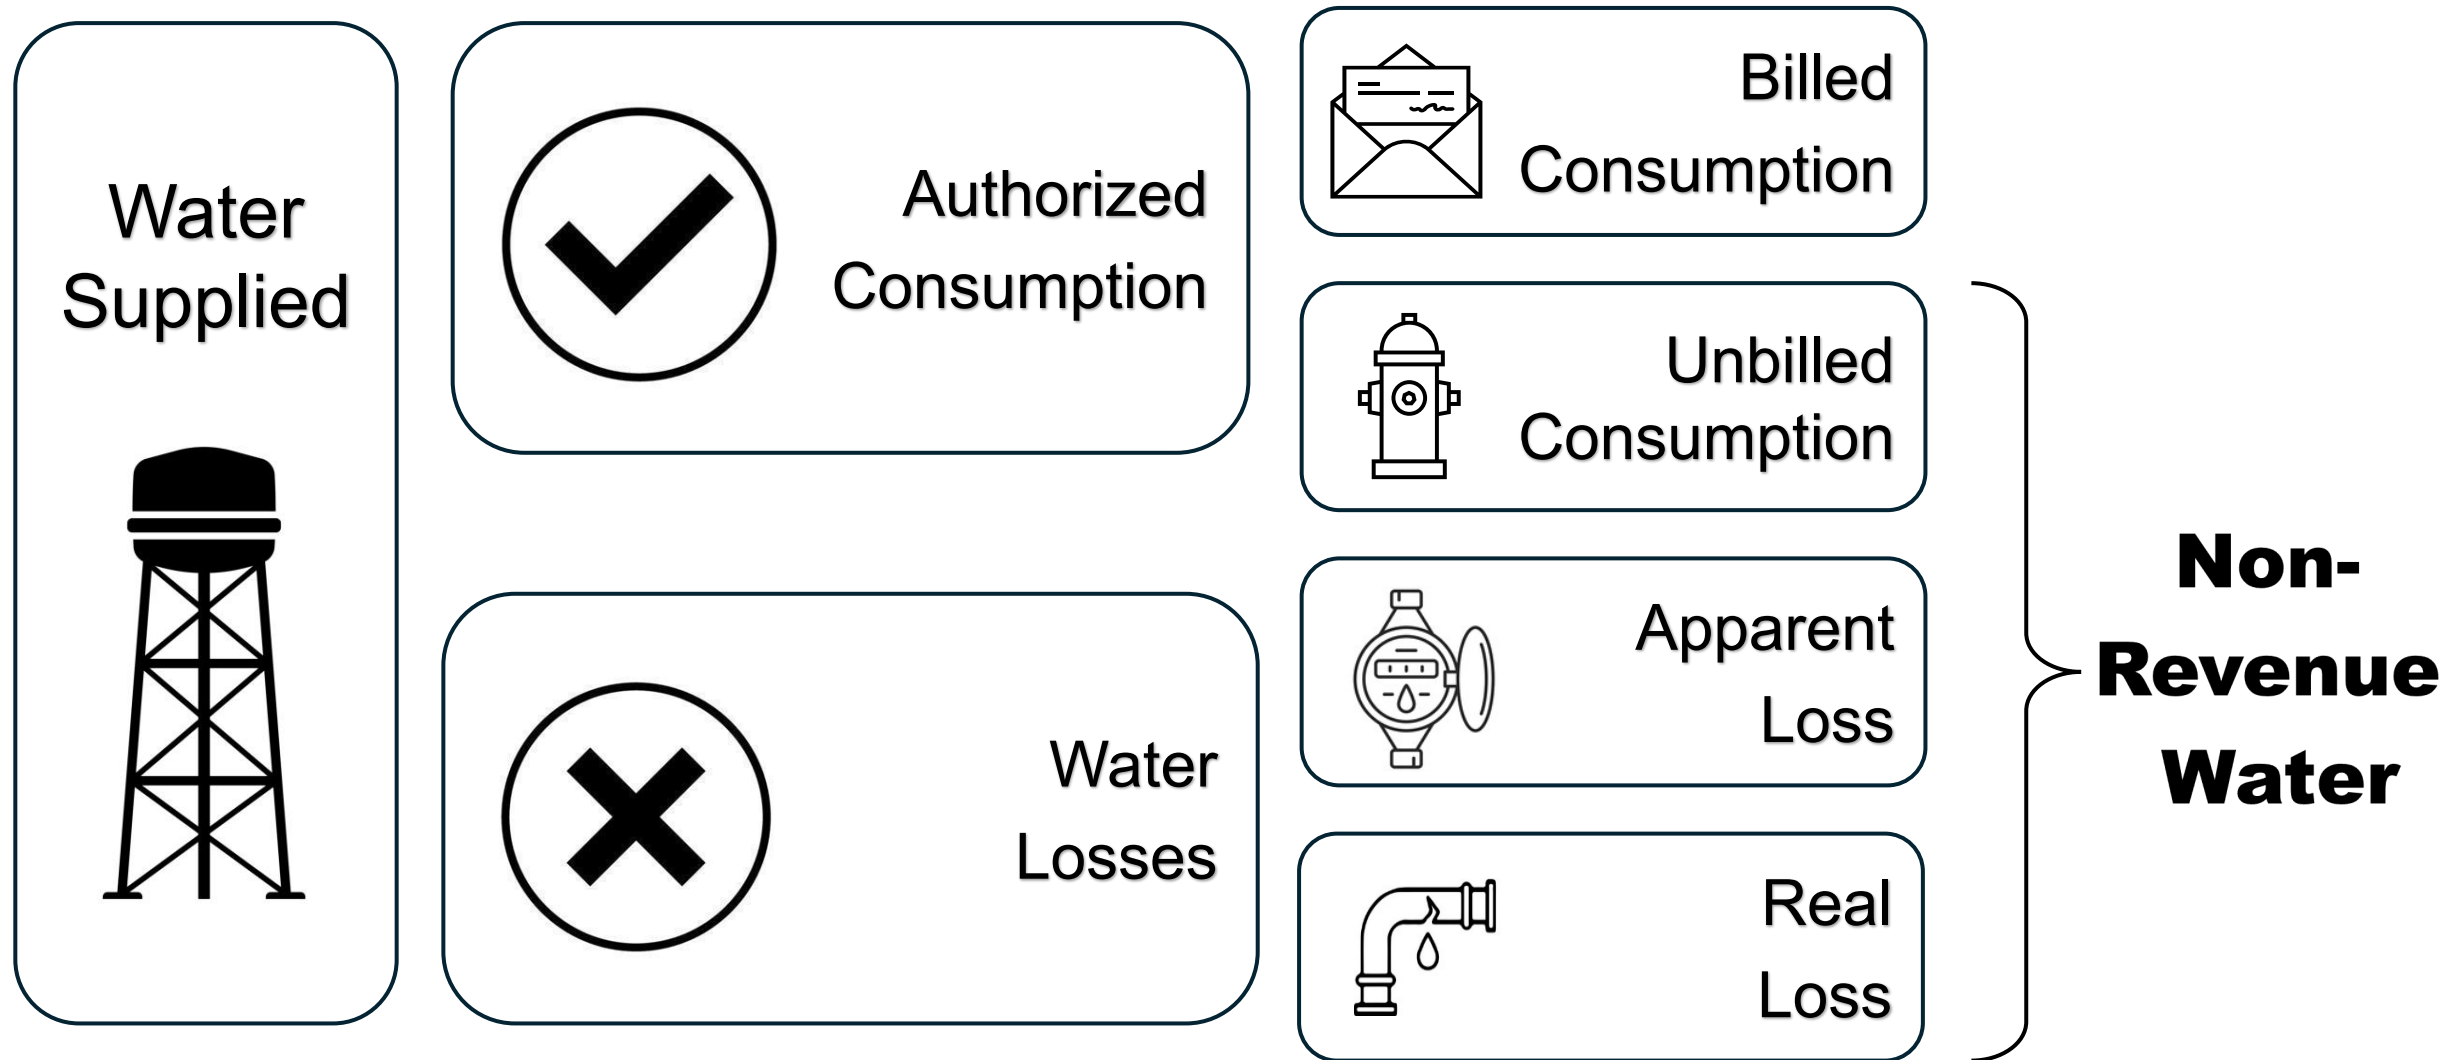 Water
Supplied
Authorized
Consumption
Water
Losses
Billed
Consumption
Unbilled
Consumption
Apparent
Loss
Real
Loss
Non-
Revenue
Water